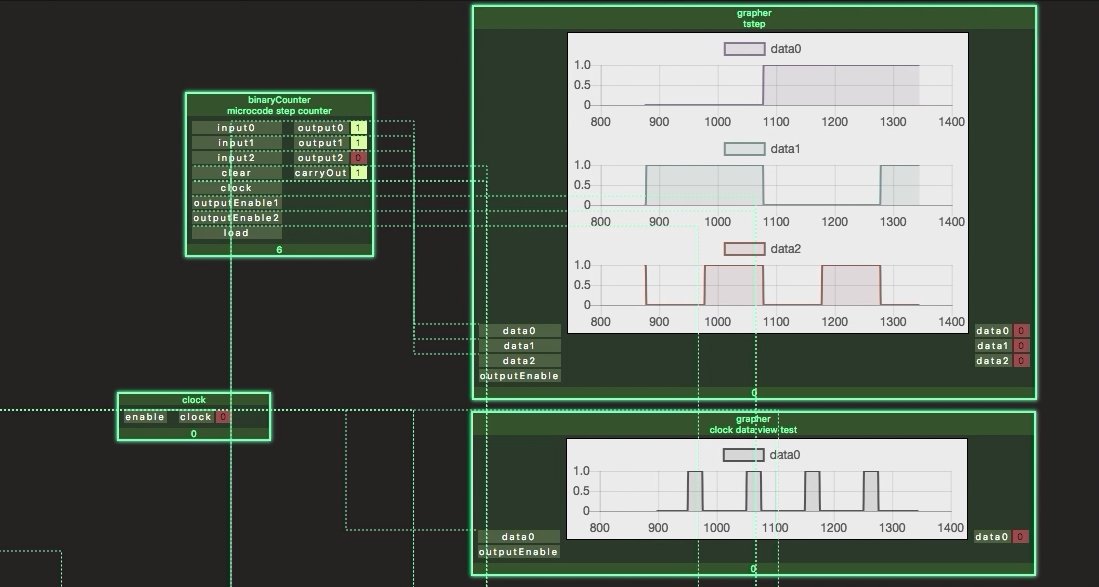 grapher
tstep
data0
1.0
0.5
0
800 900 1000 1100 1200 1300 1400
data1
1.0
0.5
0
800 900 1000 1100 1200 1300 1400
data2
1.0
0.5
0
800 900 1000 1100 1200 1300 1400
data0 data0 0
data1 data1 0
data2 data2 0
outputEnable
0
binaryCounter
microcode step counter
input0 output0 1
input1 output1 1
input2 output2 0
clear carryOut 1
clock
outputEnable1
outputEnable2
load
6
clock
enable clock 0
0
grapher
clock data view test
data0
1.0
0.5
0
800 900 1000 1100 1200 1300 1400
data0 data0 0
outputEnable
0